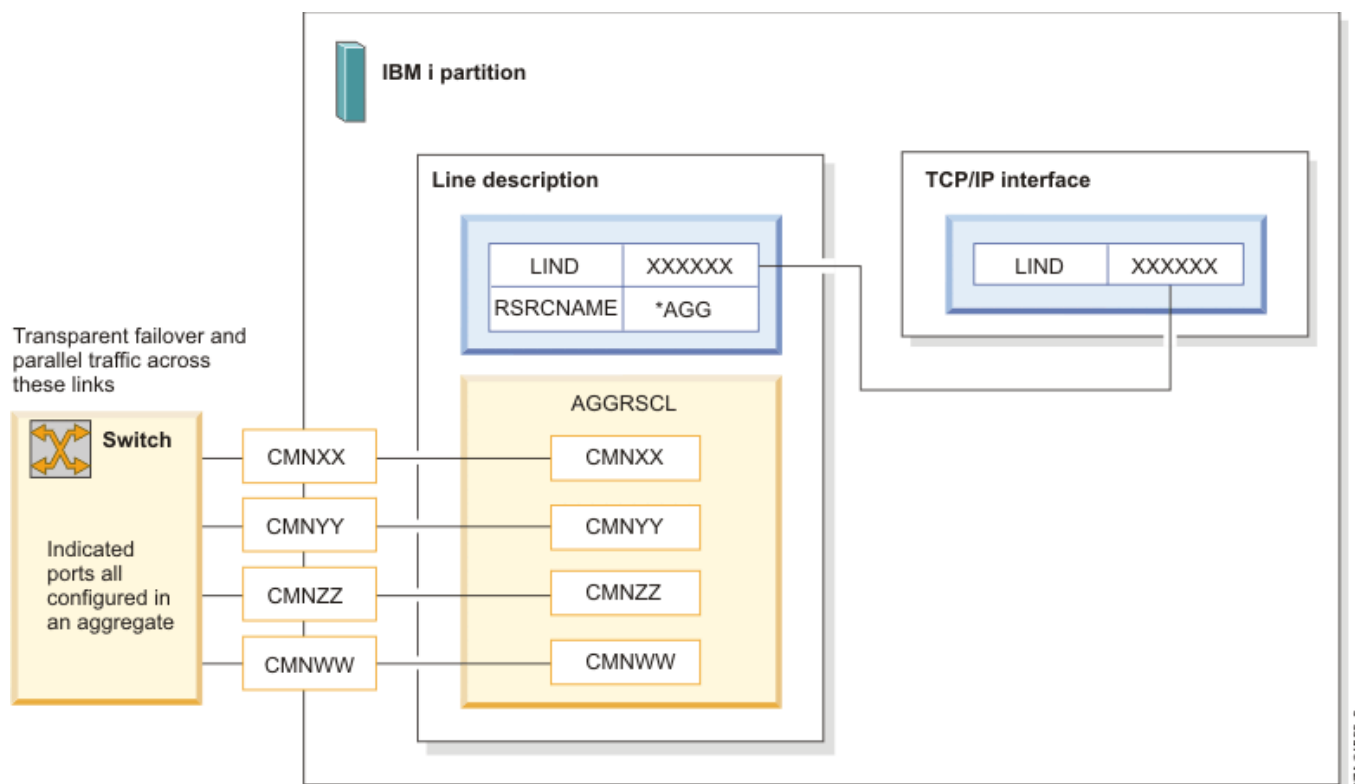 IBM i partition
Line description
TCP/IP interface
LIND XXXXXX
RSRCNAME *AGG
LIND XXXXXX
Transparent failover and
parallel traffic across
these links
AGGRSCL
Switch
Indicated
ports all
configured in
an aggregate
CMNXX
CMNYY
CMNZZ
CMNWW
CMNXX
CMNYY
CMNZZ
CMNWW